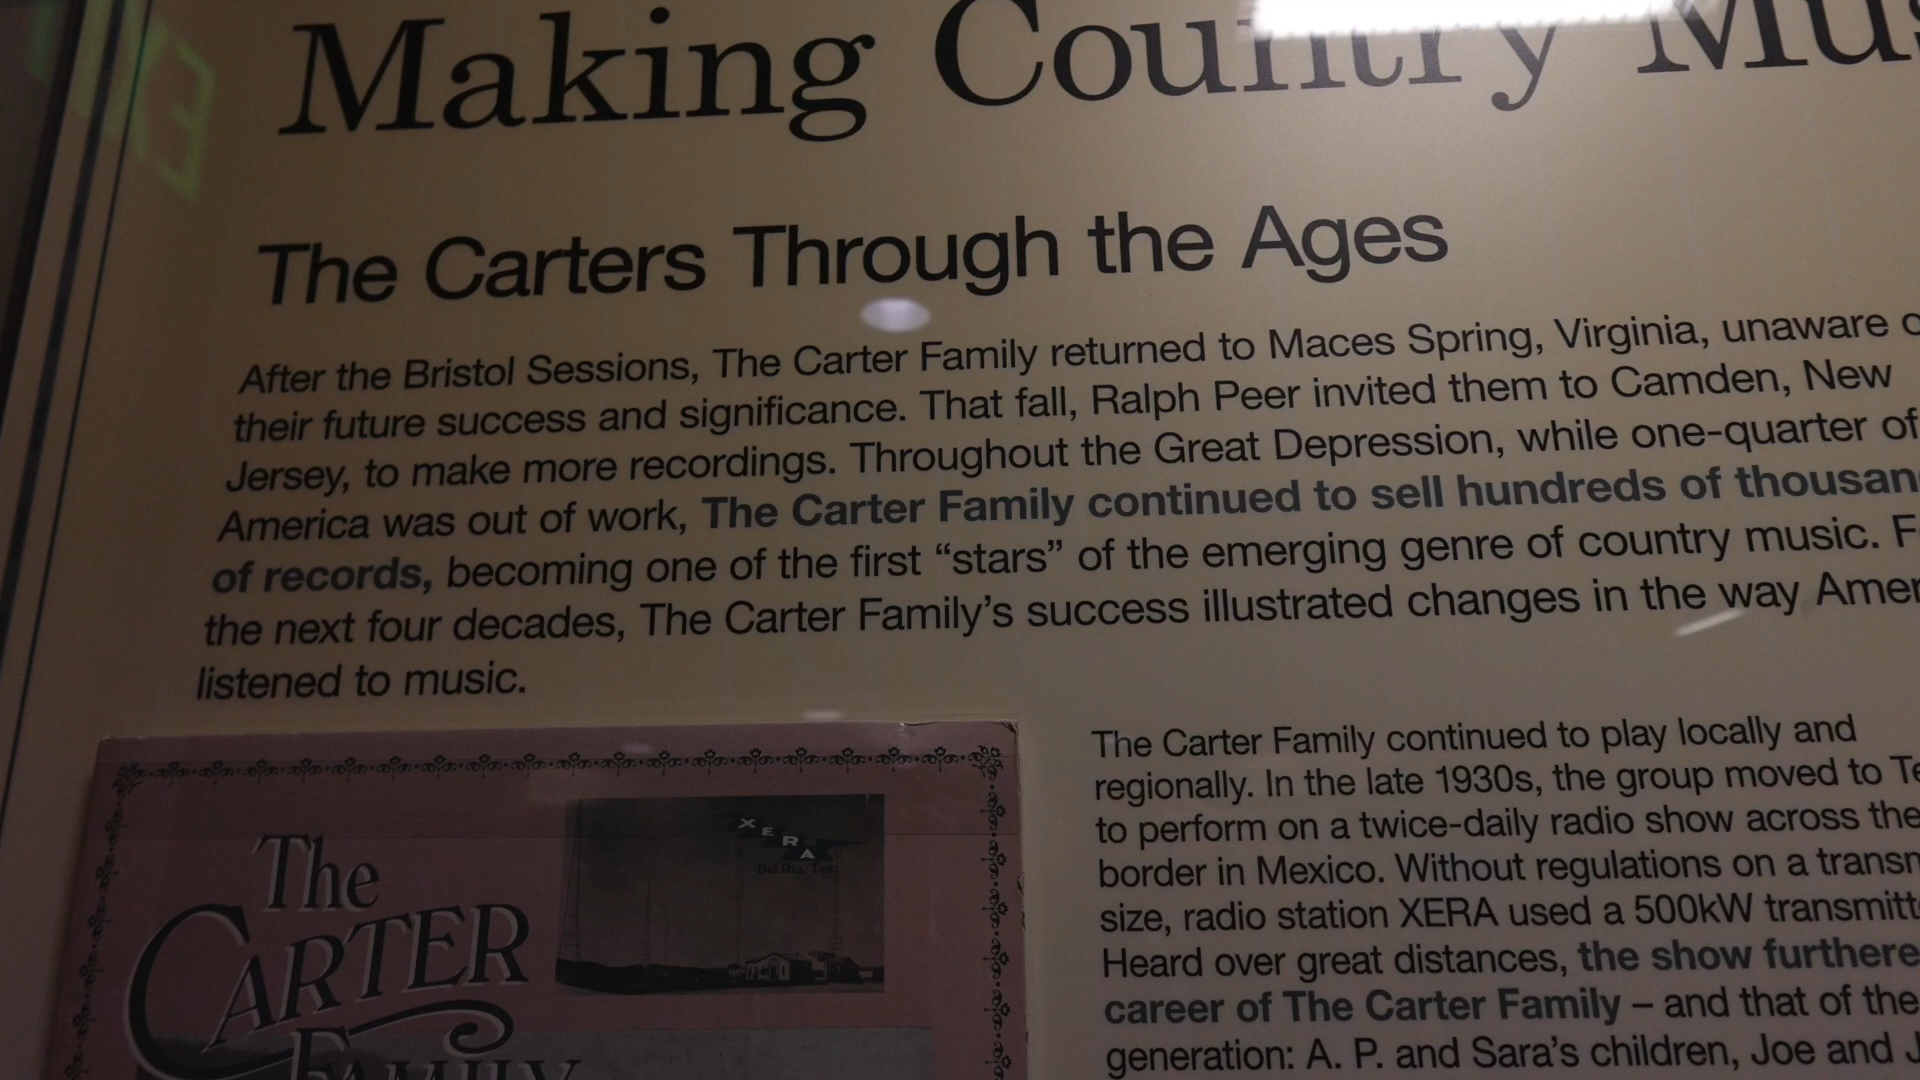 Making Country
The Carters Through the Ages
After the Bristol Sessions, The Carter Family returned to Maces Spring, Virginia, unaware
their future success and significance. That fall, Ralph Peer invited them to Camden, New
Jersey, to make more recordings. Throughout the Great Depression, while one-quarter of
America was out of work, The Carter Family continued to sell hundreds of
of records, becoming one of the first “stars” of the emerging genre of country music.
the next four decades, The Carter Family’s success illustrated changes in the way
listened to music.
The Carter Family continued to play locally and
regionally. In the late 1930s, the group moved to
to perform on a twice-daily radio show across the
border in Mexico. Without regulations on a
size, radio station XERA used a 500kW
Heard over great distances, the show
career of The Carter Family – and that of the
generation: A. P. and Sara’s children, Joe and
XERA
Del Rio, Tex.
The
CARTER
FAMILY